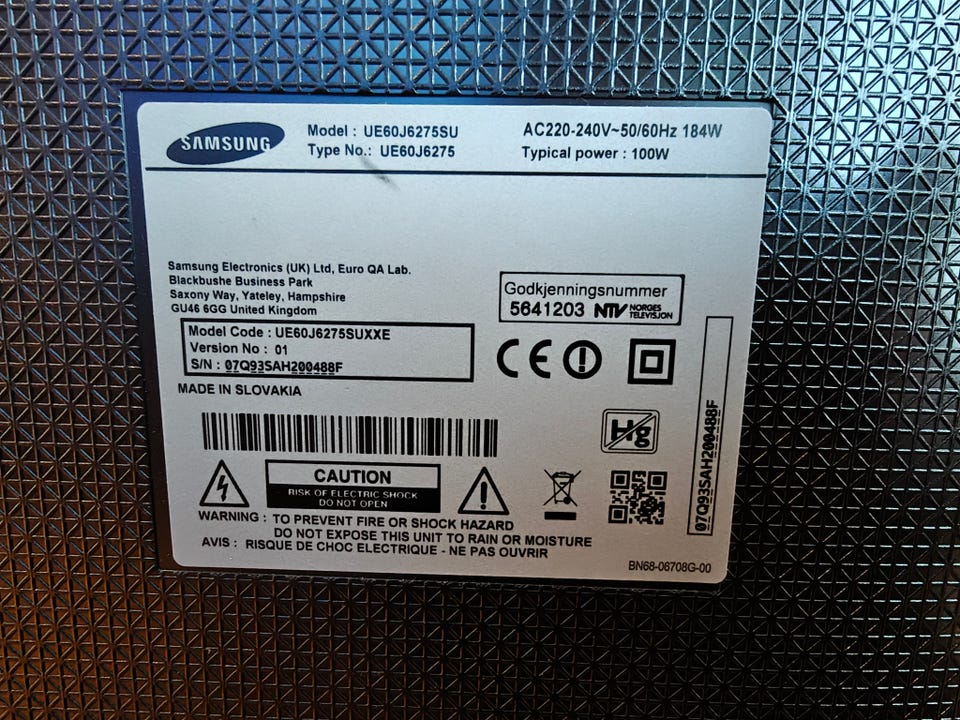 SAMSUNG
Model : UE60J6275SU
Type No.: UE60J6275
AC220-240V~50/60Hz 184W
Typical power : 100W
Samsung Electronics (UK) Ltd, Euro QA Lab.
Blackbushe Business Park
Saxony Way, Yateley, Hampshire
GU46 6GG United Kingdom
Godkjenningsnummer
5641203 NTV NORGES TELEVISJON
Model Code : UE60J6275SUXXE
Version No : 01
S/N : 07Q93SAH200488F
MADE IN SLOVAKIA
CE
Hg
07Q93SAH200488F
CAUTION
RISK OF ELECTRIC SHOCK
DO NOT OPEN
WARNING : TO PREVENT FIRE OR SHOCK HAZARD
DO NOT EXPOSE THIS UNIT TO RAIN OR MOISTURE
AVIS : RISQUE DE CHOC ELECTRIQUE - NE PAS OUVRIR
BN68-06708G-00